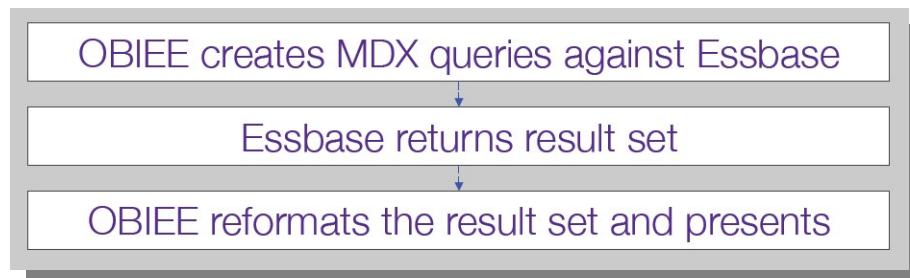 OBIEE creates MDX queries against Essbase
Essbase returns result set
OBIEE reformats the result set and presents